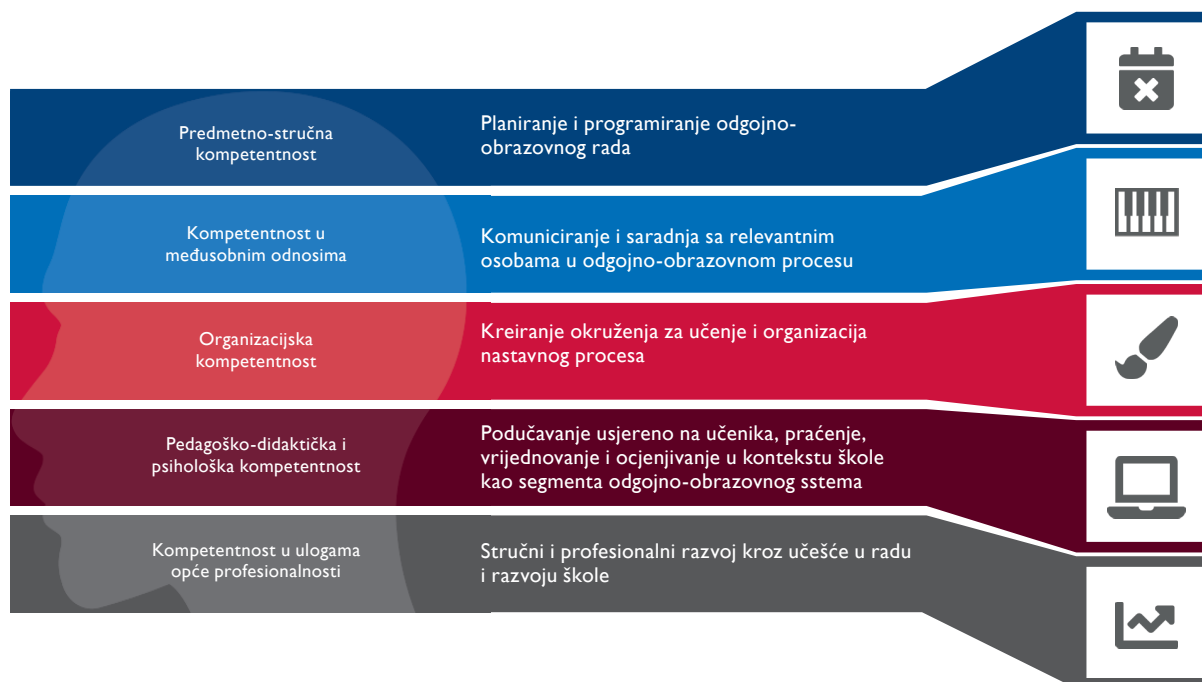 Predmetno-stručna
kompetentnost
Planiranje i programiranje odgojno-
obrazovnog rada
Kompetentnost u
međusobnim odnosima
Komuniciranje i saradnja sa relevantnim
osobama u odgojno-obrazovnom procesu
Organizacijska
kompetentnost
Kreiranje okruženja za učenje i organizacija
nastavnog procesa
Pedagoško-didaktička i
psihološka kompetentnost
Podučavanje usjereno na učenika, praćenje,
vrijednovanje i ocjenjivanje u kontekstu škole
kao segmenta odgojno-obrazovnog sstema
Kompetentnost u ulogama
opće profesionalnosti
Stručni i profesionalni razvoj kroz učešće u radu
i razvoju škole